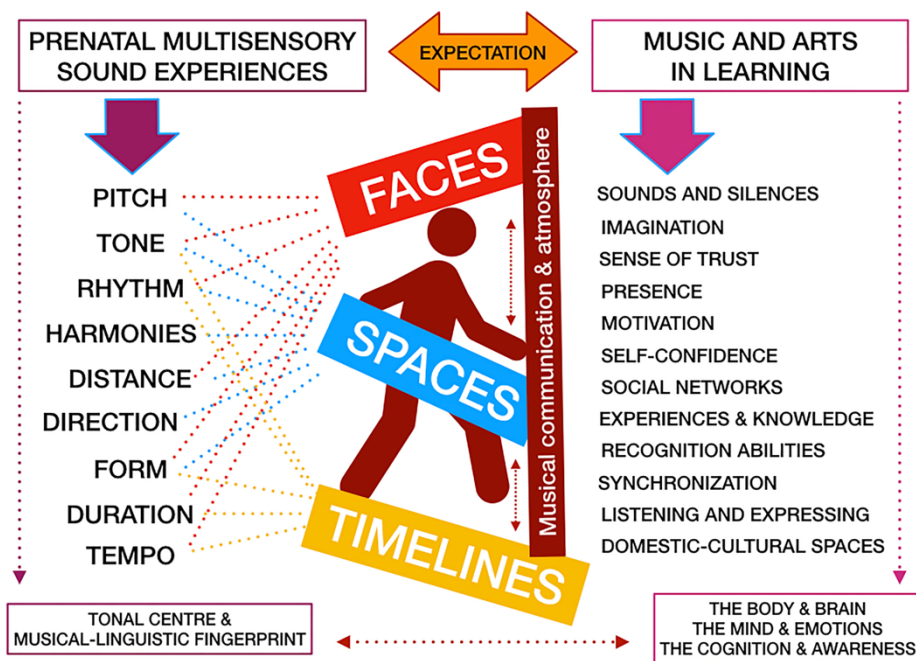 PRENATAL MULTISENSORY
SOUND EXPERIENCES
EXPECTATION
MUSIC AND ARTS
IN LEARNING
PITCH
TONE
RHYTHM
HARMONIES
DISTANCE
DIRECTION
FORM
DURATION
TEMPO
FACES
SPACES
TIMELINES
Musical communication & atmosphere
SOUNDS AND SILENCES
IMAGINATION
SENSE OF TRUST
PRESENCE
MOTIVATION
SELF-CONFIDENCE
SOCIAL NETWORKS
EXPERIENCES & KNOWLEDGE
RECOGNITION ABILITIES
SYNCHRONIZATION
LISTENING AND EXPRESSING
DOMESTIC-CULTURAL SPACES
TONAL CENTRE &
MUSICAL-LINGUISTIC FINGERPRINT
THE BODY & BRAIN
THE MIND & EMOTIONS
THE COGNITION & AWARENESS